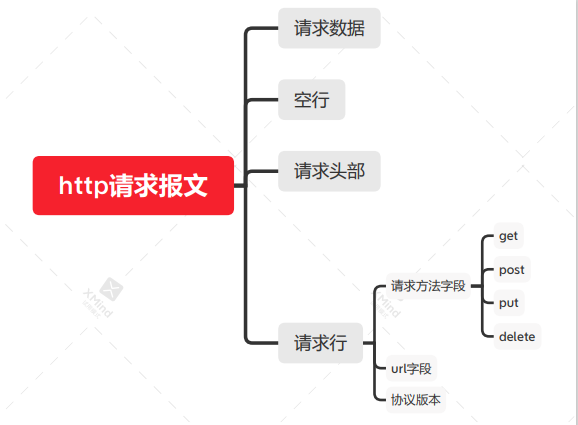 http请求报文
请求数据
空行
请求头部
请求行
请求方法字段
get
post
put
delete
url字段
协议版本
XMind
XMind